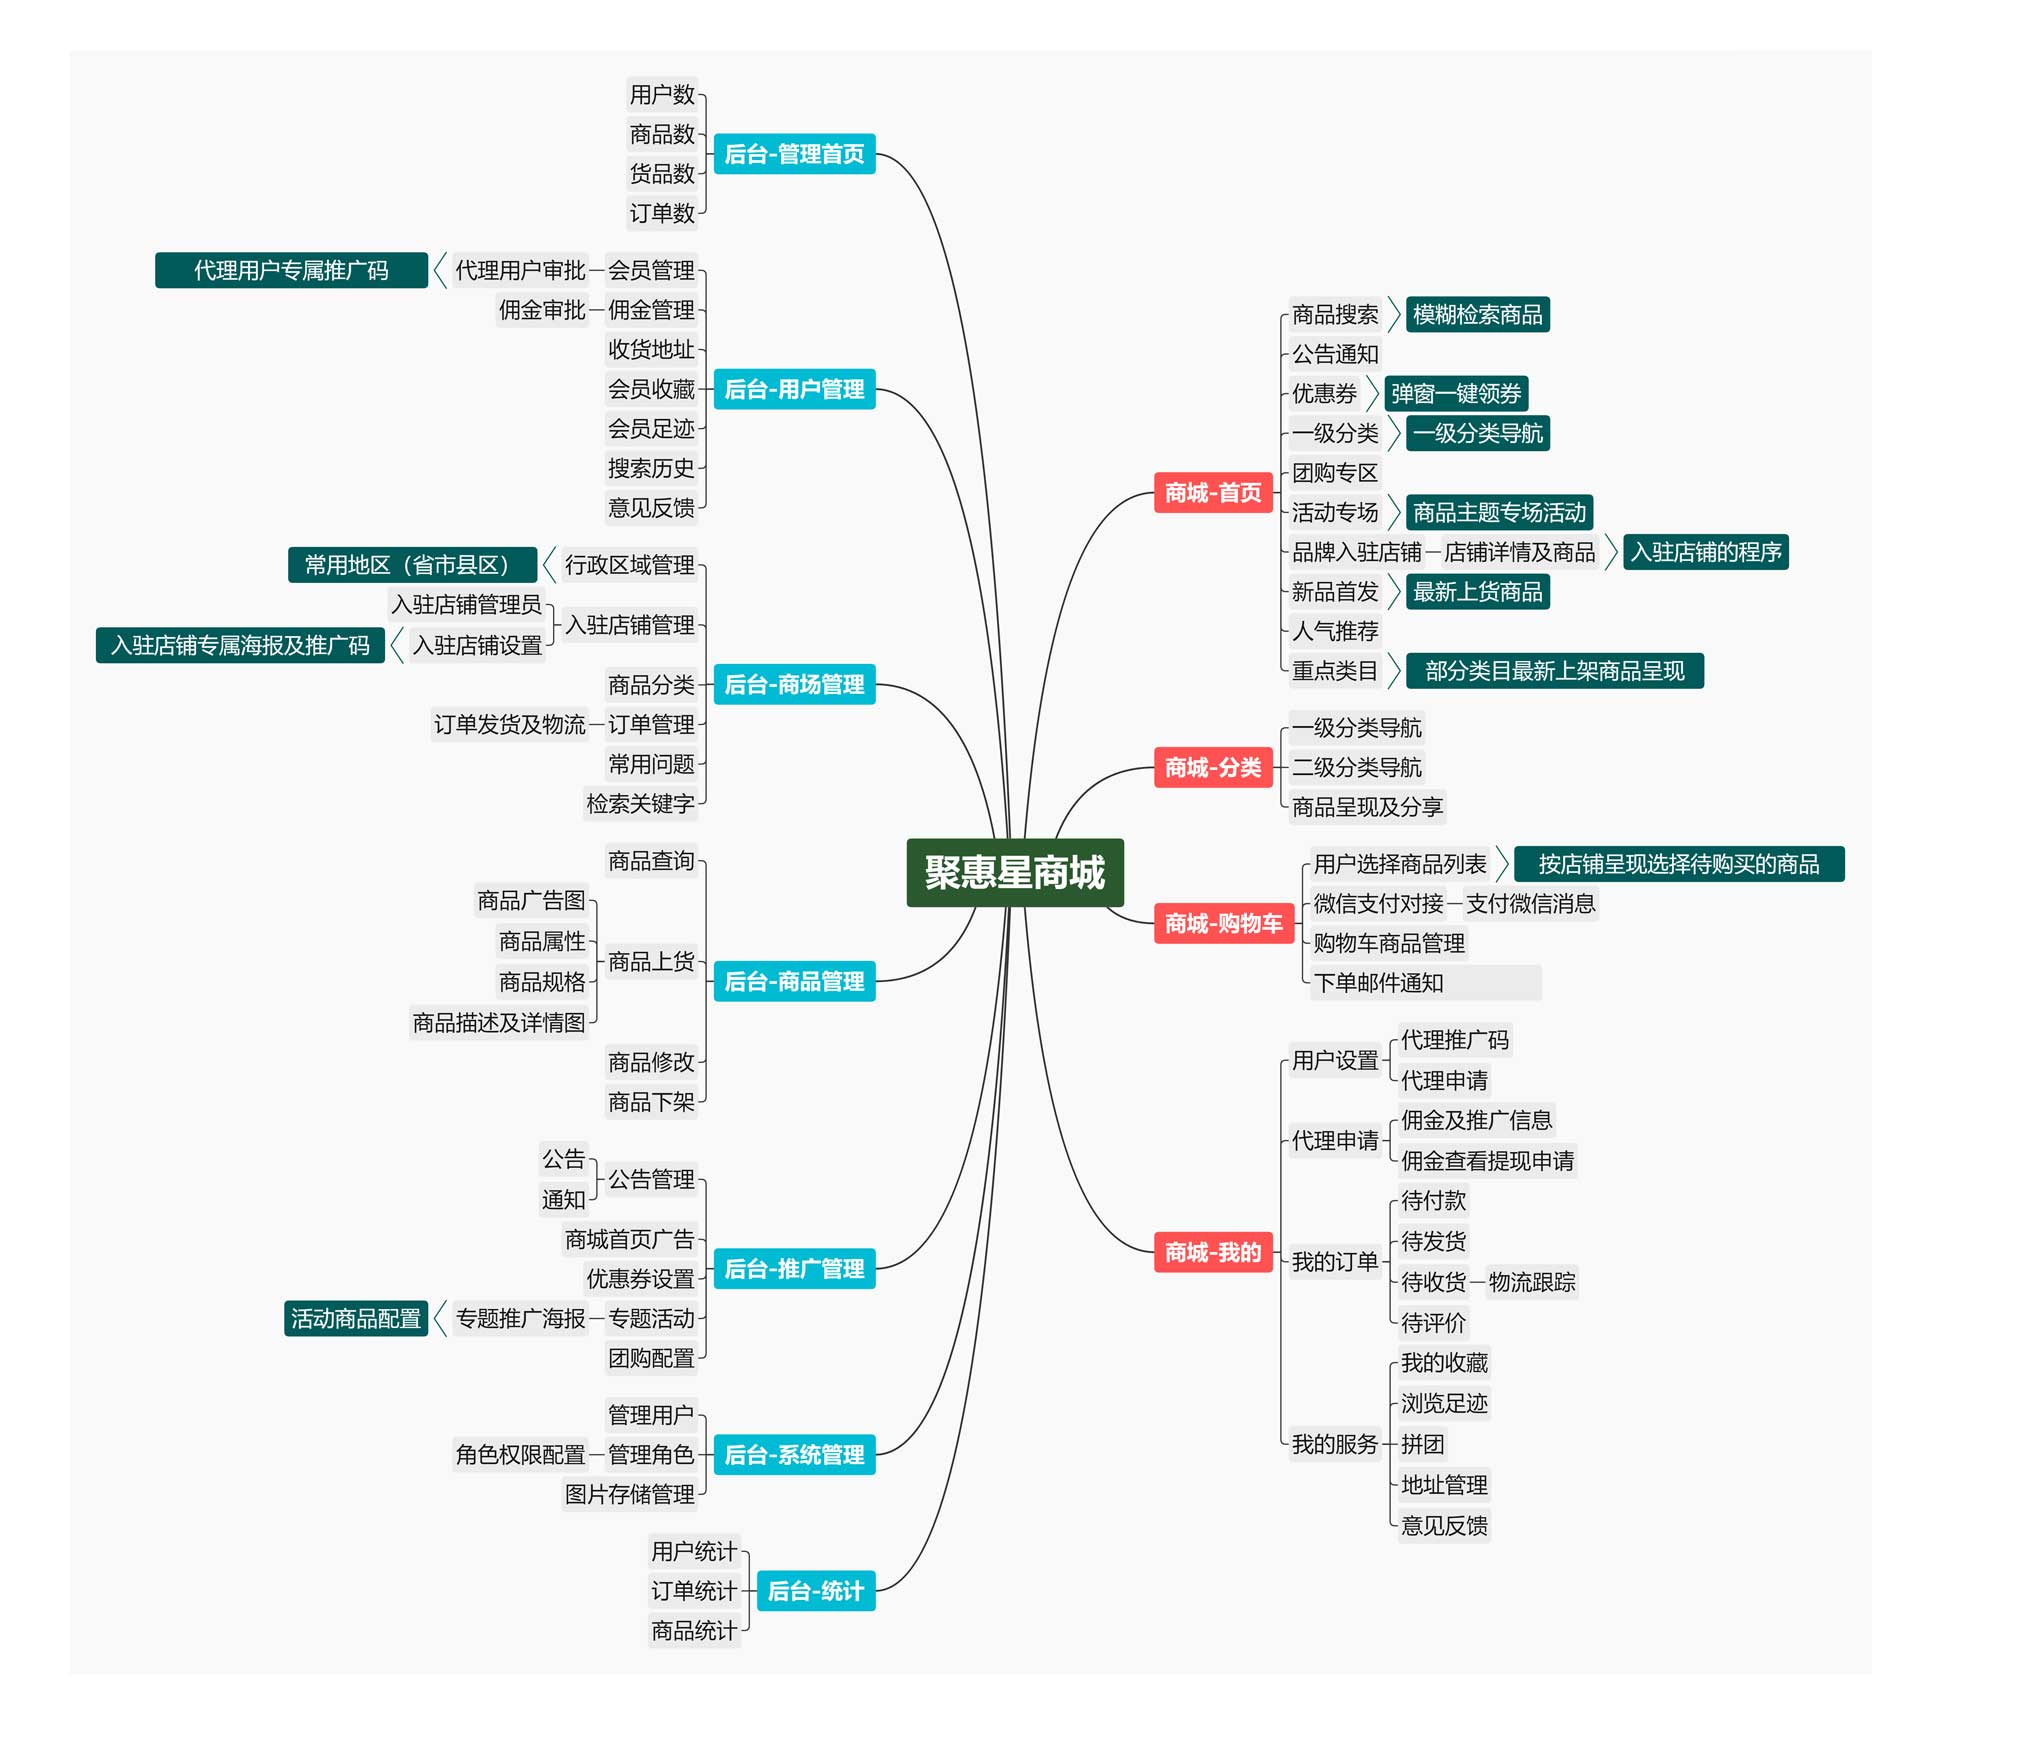 聚惠星商城
后台-管理首页
用户数
商品数
货品数
订单数
后台-用户管理
会员管理
代理用户审批
代理用户专属推广码
佣金管理
佣金审批
收货地址
会员收藏
会员足迹
搜索历史
意见反馈
后台-商场管理
行政区域管理
常用地区（省市县区）
入驻店铺管理
入驻店铺管理员
入驻店铺设置
入驻店铺专属海报及推广码
商品分类
订单管理
订单发货及物流
常用问题
检索关键字
后台-商品管理
商品查询
商品上货
商品广告图
商品属性
商品规格
商品描述及详情图
商品修改
商品下架
后台-推广管理
公告管理
公告
通知
商城首页广告
优惠券设置
专题活动
专题推广海报
活动商品配置
团购配置
后台-系统管理
管理用户
管理角色
角色权限配置
图片存储管理
后台-统计
用户统计
订单统计
商品统计
商城-首页
商品搜索
模糊检索商品
公告通知
优惠券
弹窗一键领券
一级分类
一级分类导航
团购专区
活动专场
商品主题专场活动
品牌入驻店铺
店铺详情及商品
入驻店铺的程序
新品首发
最新上货商品
人气推荐
重点类目
部分类目最新上架商品呈现
商城-分类
一级分类导航
二级分类导航
商品呈现及分享
商城-购物车
用户选择商品列表
按店铺呈现选择待购买的商品
微信支付对接
支付微信消息
购物车商品管理
下单邮件通知
商城-我的
用户设置
代理推广码
代理申请
代理申请
佣金及推广信息
佣金查看提现申请
我的订单
待付款
待发货
待收货
物流跟踪
待评价
我的服务
我的收藏
浏览足迹
拼团
地址管理
意见反馈